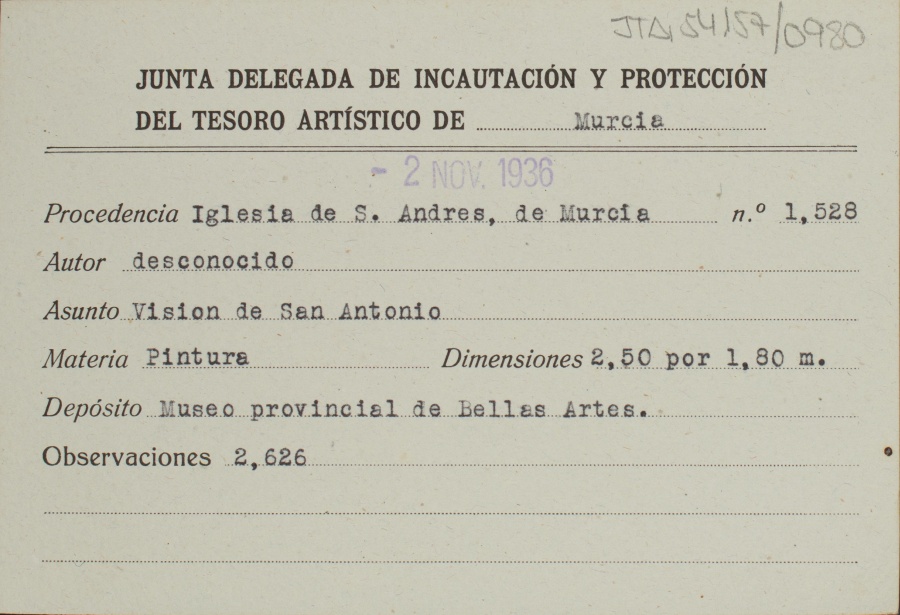 JTA, 54/57/0980
JUNTA DELEGADA DE INCAUTACIÓN Y PROTECCIÓN
DEL TESORO ARTÍSTICO DE Murcia
- 2 NOV. 1936
Procedencia Iglesia de S. Andres, de Murcia n.º 1,528
Autor desconocido
Asunto Vision de San Antonio
Materia Pintura Dimensiones 2,50 por 1,80 m.
Depósito Museo provincial de Bellas Artes.
Observaciones 2,626